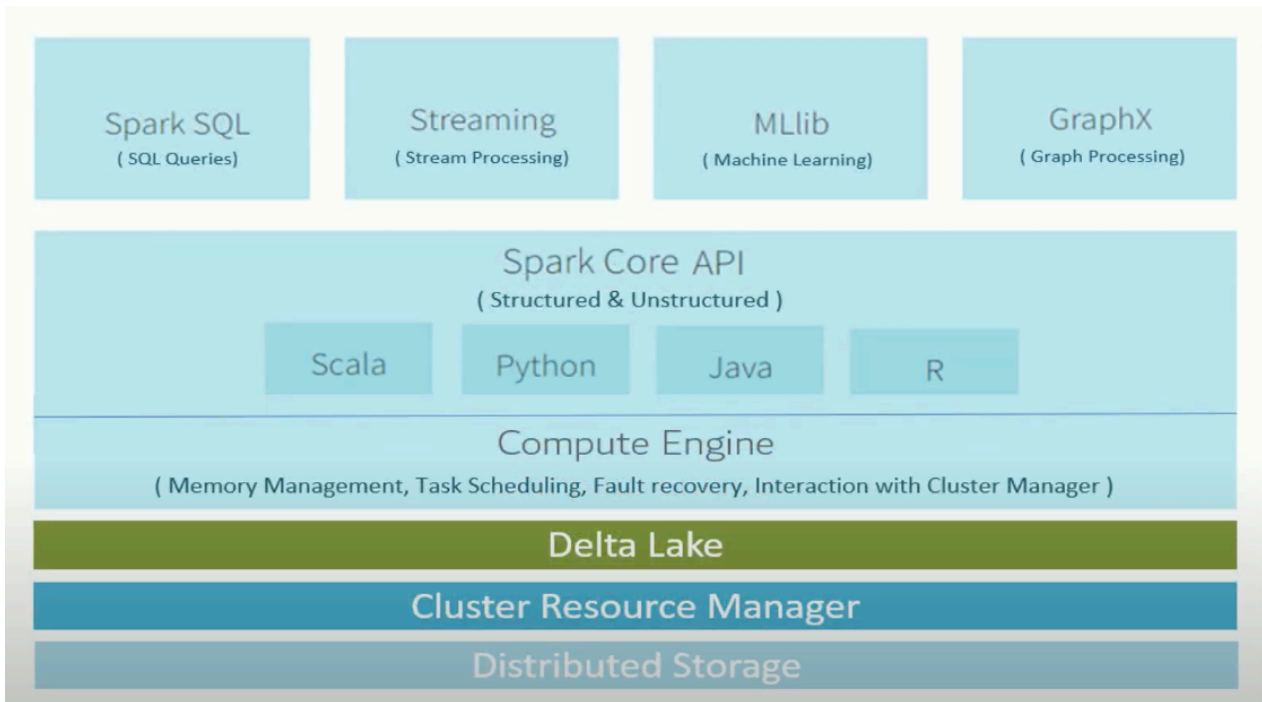 Spark SQL
( SQL Queries)
Streaming
( Stream Processing)
MLlib
( Machine Learning)
GraphX
( Graph Processing)
Spark Core API
( Structured & Unstructured )
Scala
Python
Java
R
Compute Engine
( Memory Management, Task Scheduling, Fault recovery, Interaction with Cluster Manager )
Delta Lake
Cluster Resource Manager
Distributed Storage